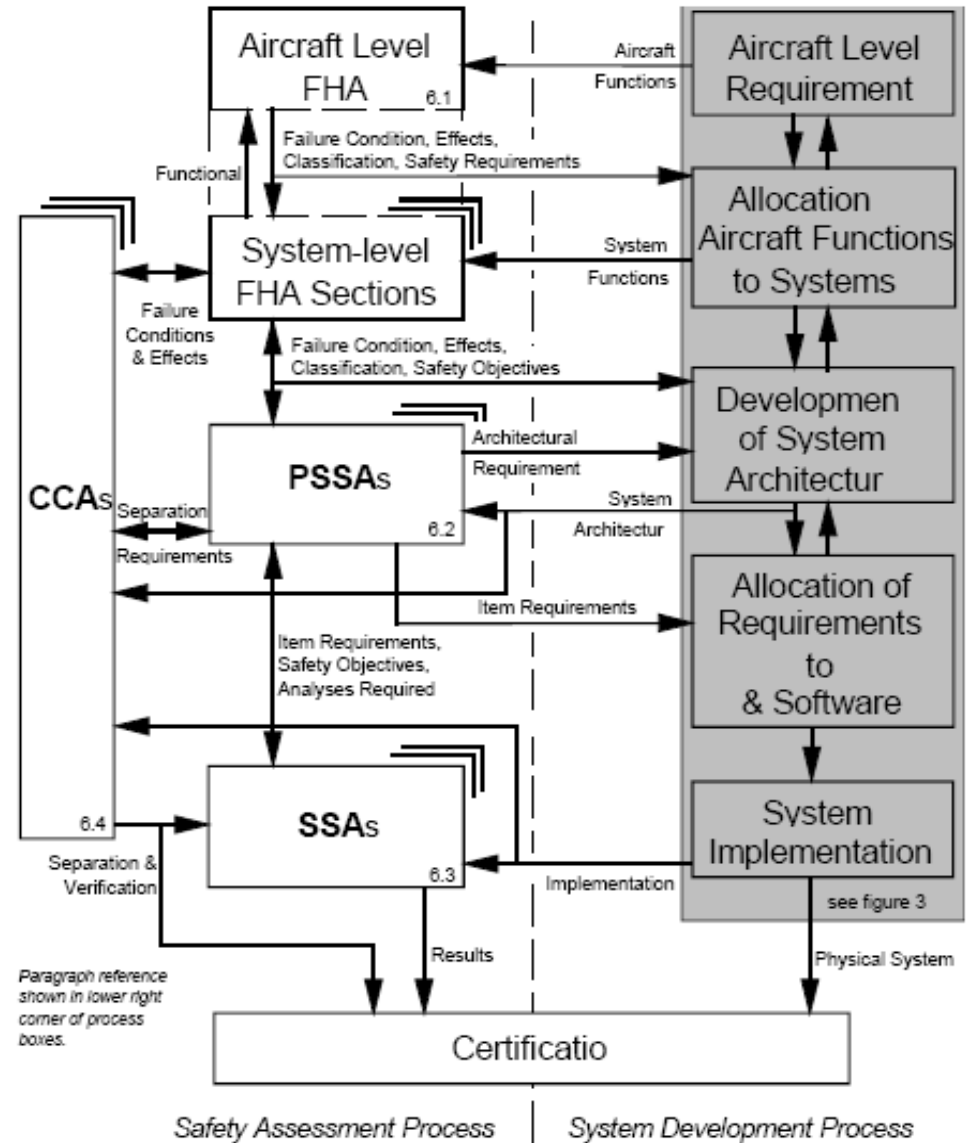 Aircraft Level
FHA
6.1
Aircraft
Functions
Aircraft Level
Requirement
Functional
Failure Condition, Effects,
Classification, Safety Requirements
Allocation
Aircraft Functions
to Systems
System-level
FHA Sections
System
Functions
Failure
Conditions
& Effects
Failure Condition, Effects,
Classification, Safety Objectives
Developmen
of System
Architectur
PSSAs
6.2
Architectural
Requirement
System
Architectur
CCAs
Separation
Requirements
Item Requirements
Allocation of
Requirements
to
& Software
Item Requirements,
Safety Objectives,
Analyses Required
SSAs
6.3
6.4
Separation &
Verification
Implementation
System
Implementation
see figure 3
Results
Physical System
Paragraph reference
shown in lower right
corner of process
boxes.
Certificatio
Safety Assessment Process
System Development Process